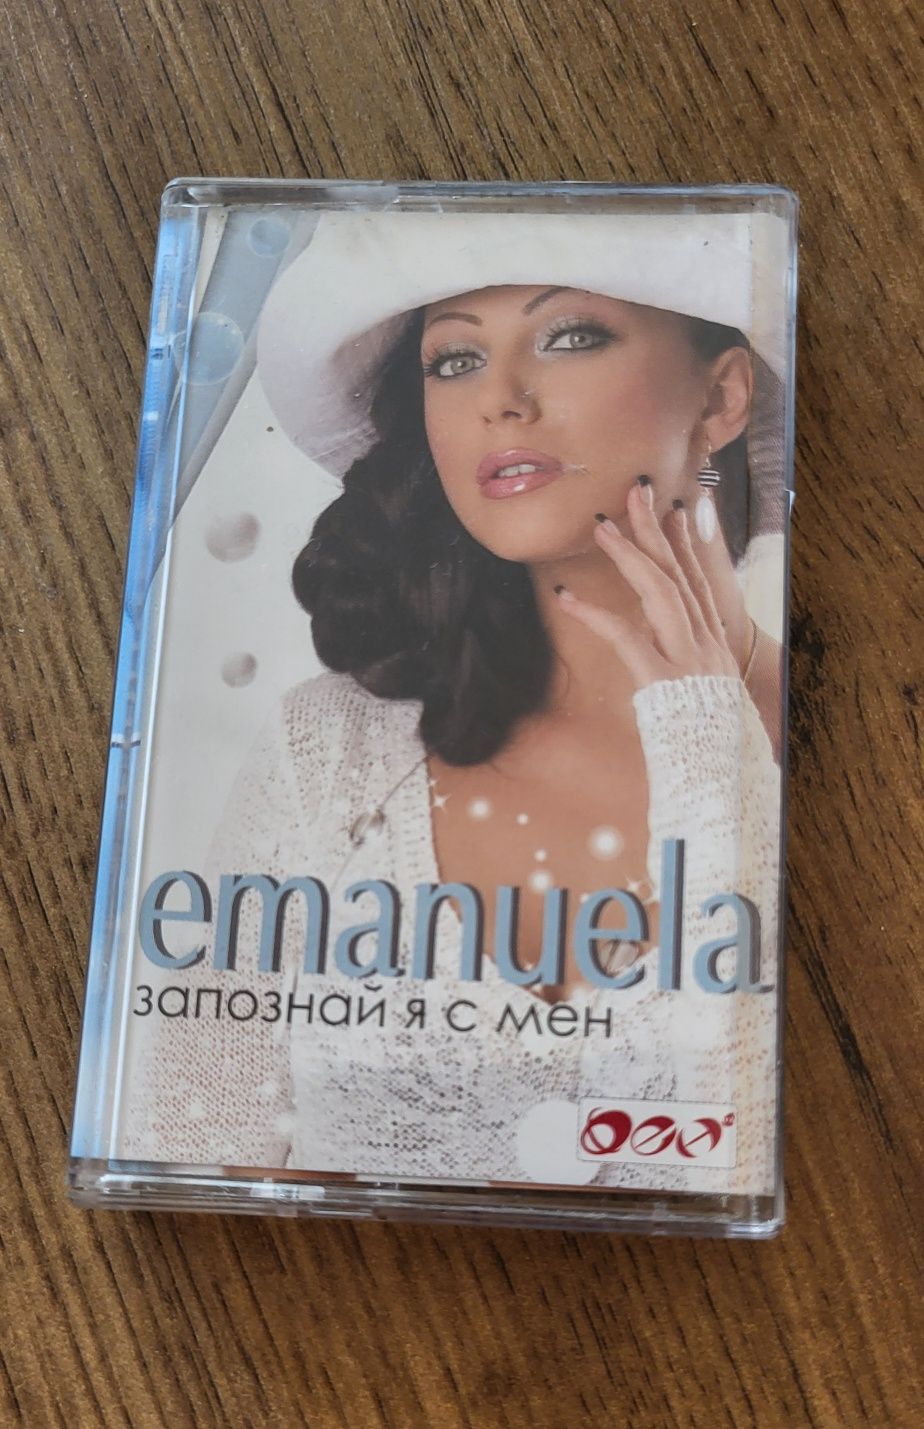 emanuela
запознай я с мен